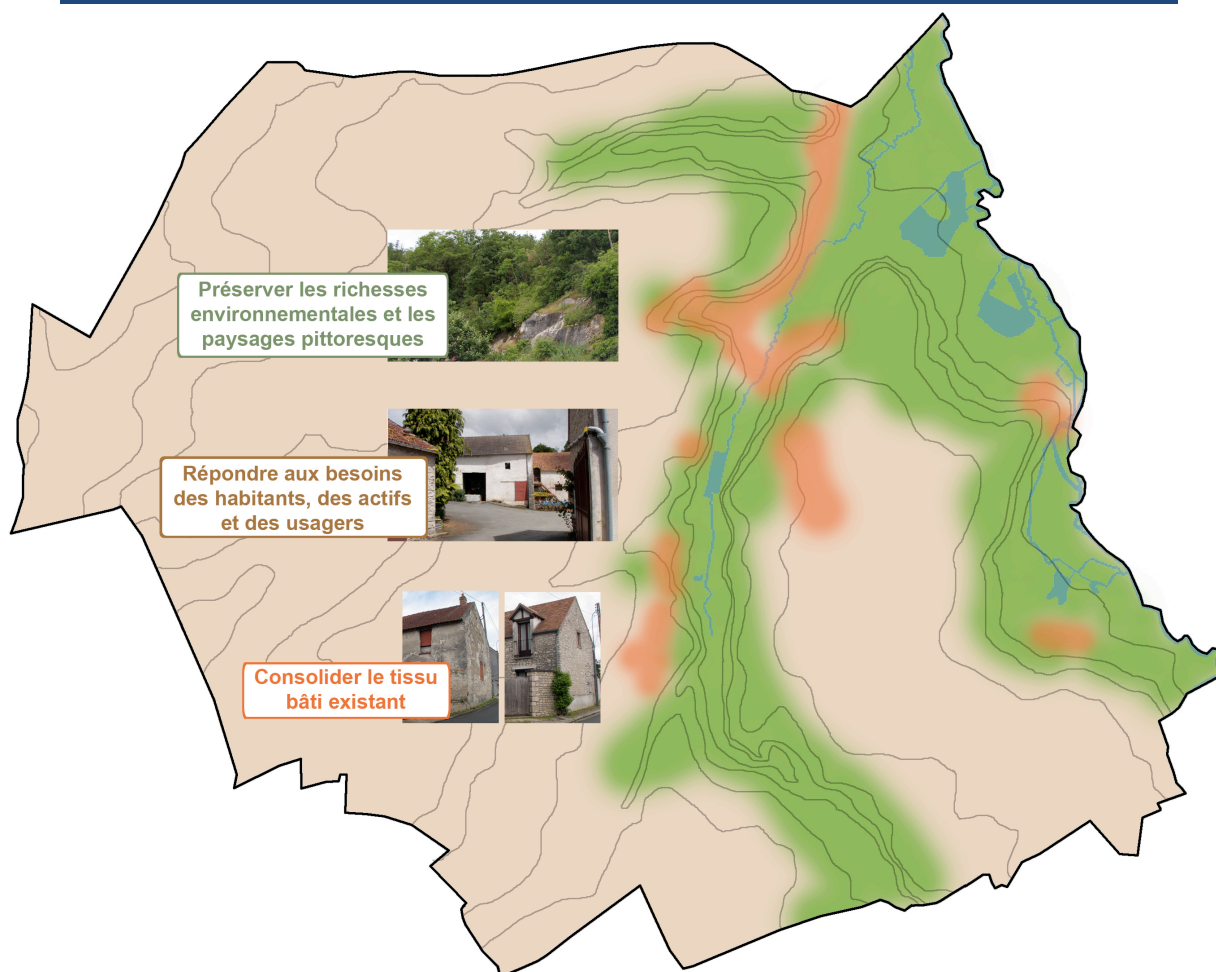 Préserver les richesses
environnementales et les
paysages pittoresques
Répondre aux besoins
des habitants, des actifs
et des usagers
Consolider le tissu
bâti existant